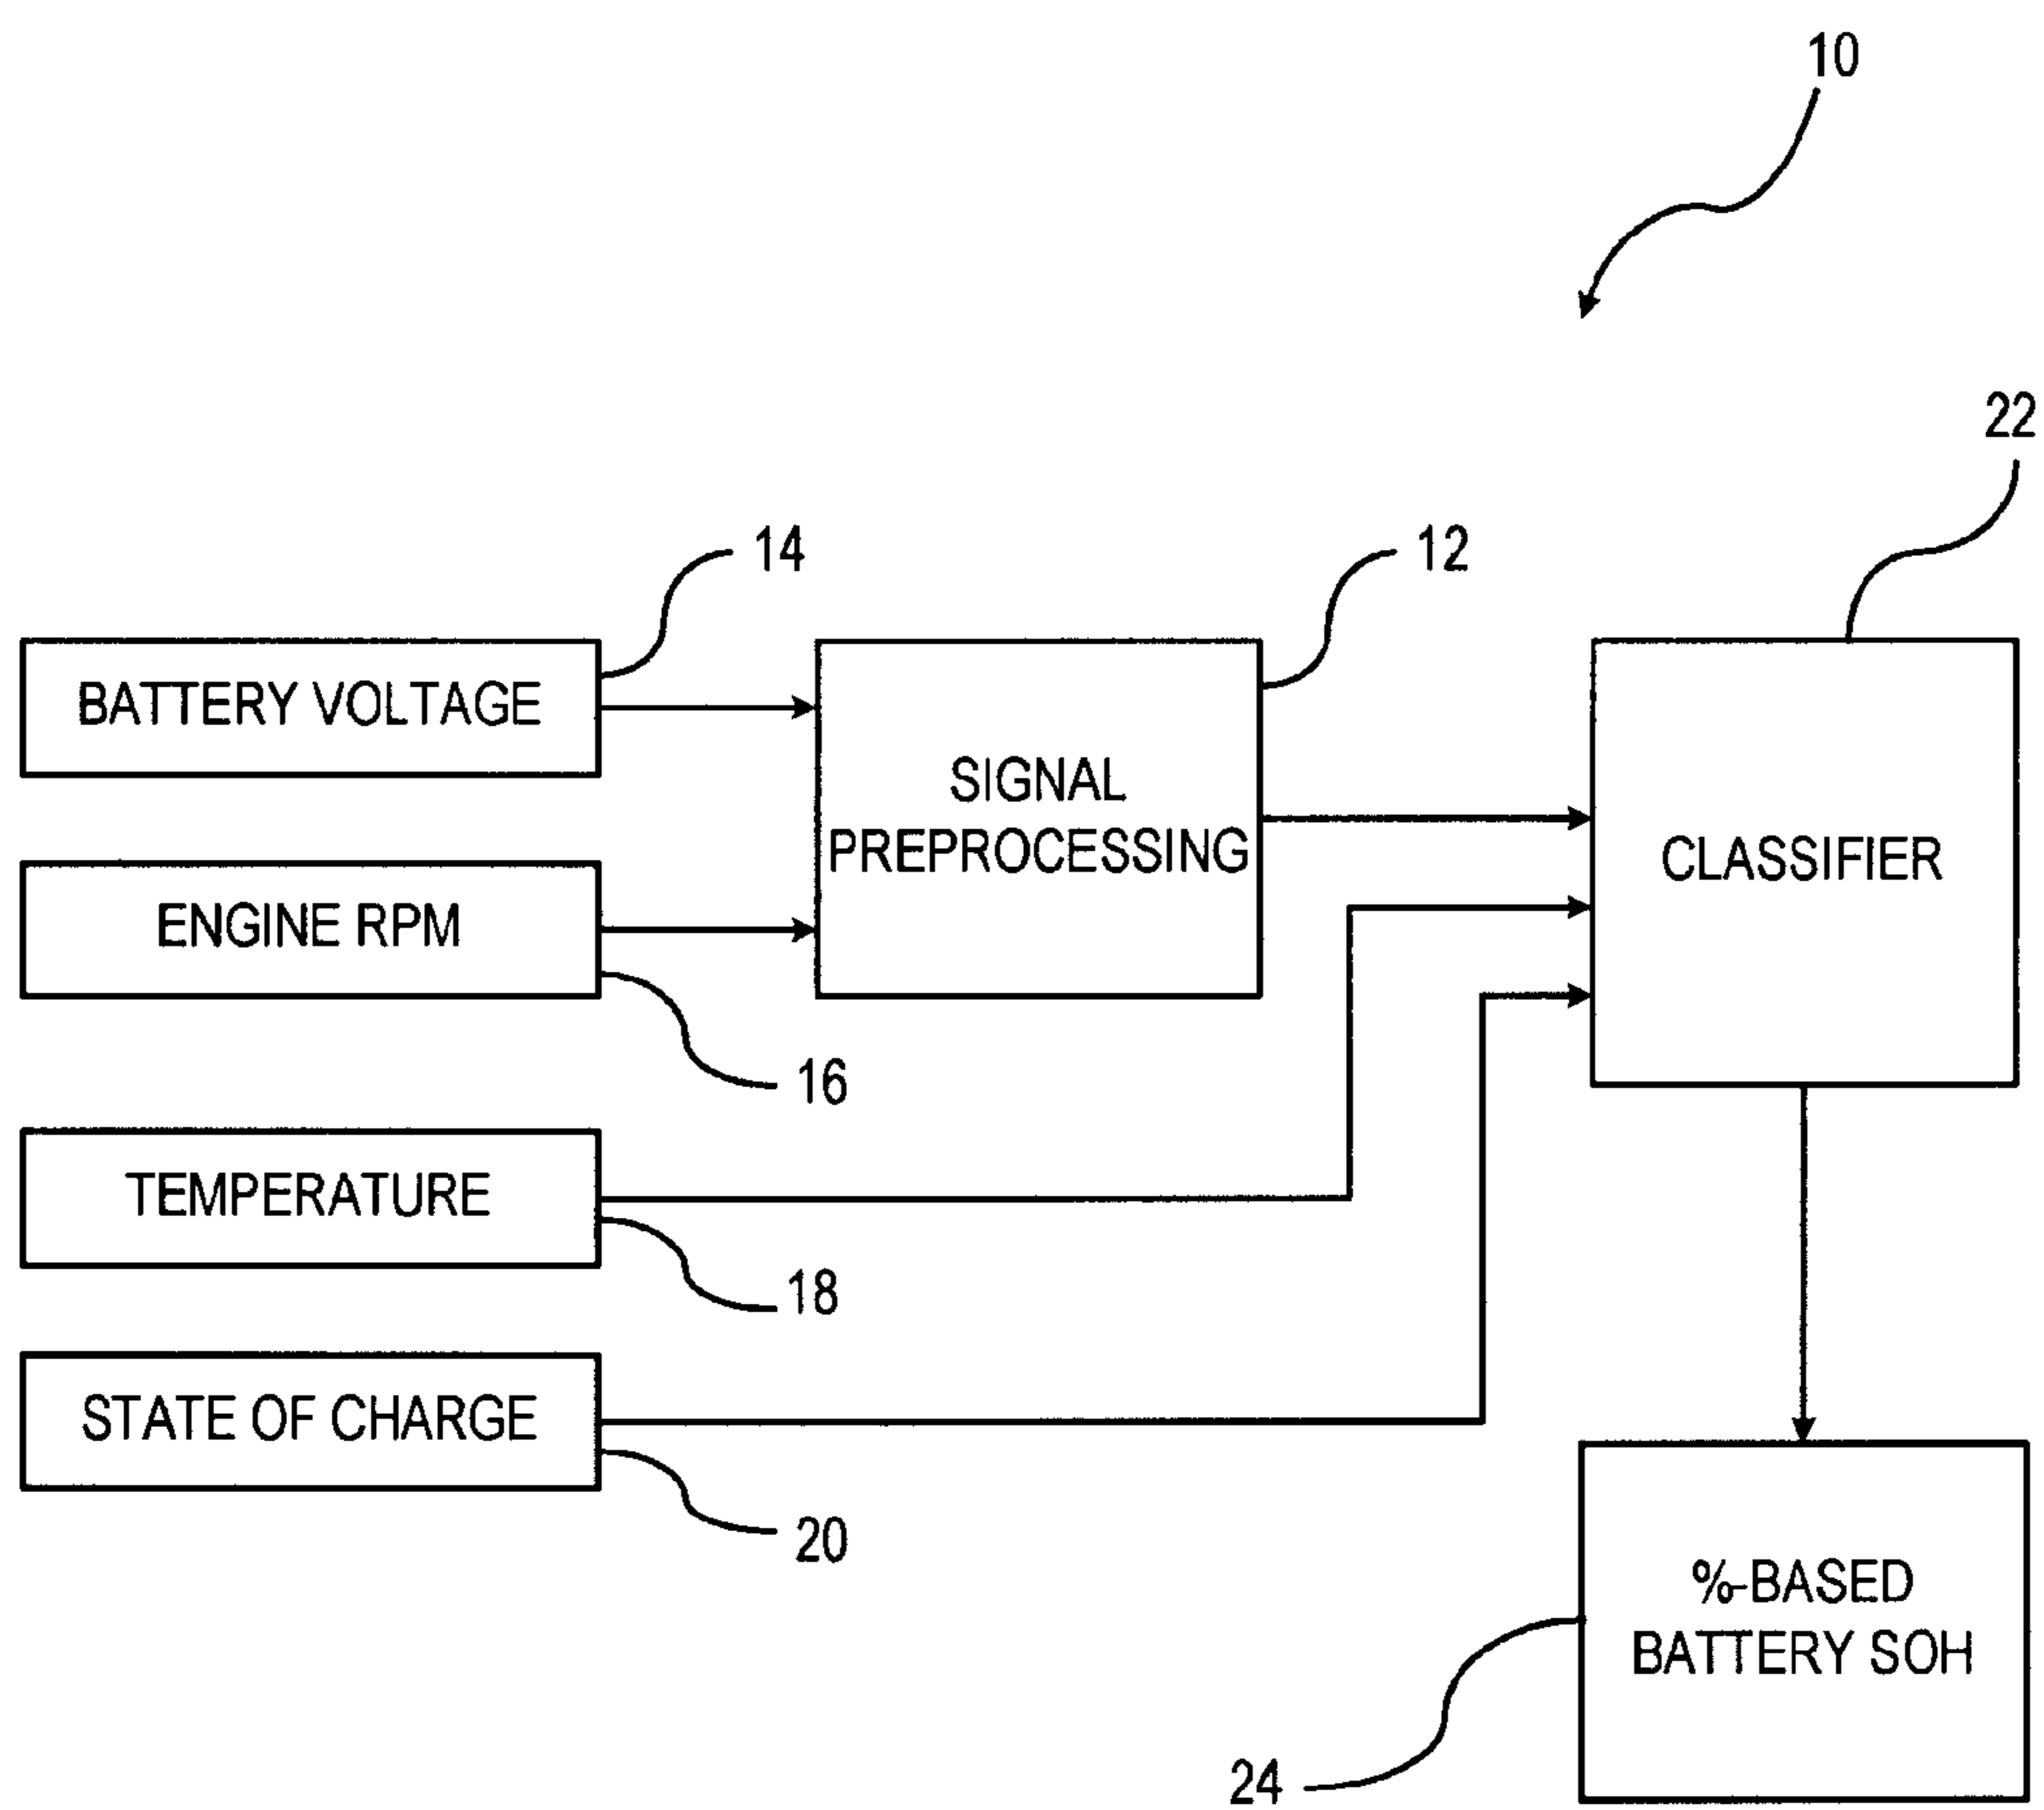 10
22
14
12
BATTERY VOLTAGE
SIGNAL
PREPROCESSING
CLASSIFIER
ENGINE RPM
16
TEMPERATURE
18
STATE OF CHARGE
20
%-BASED
BATTERY SOH
24